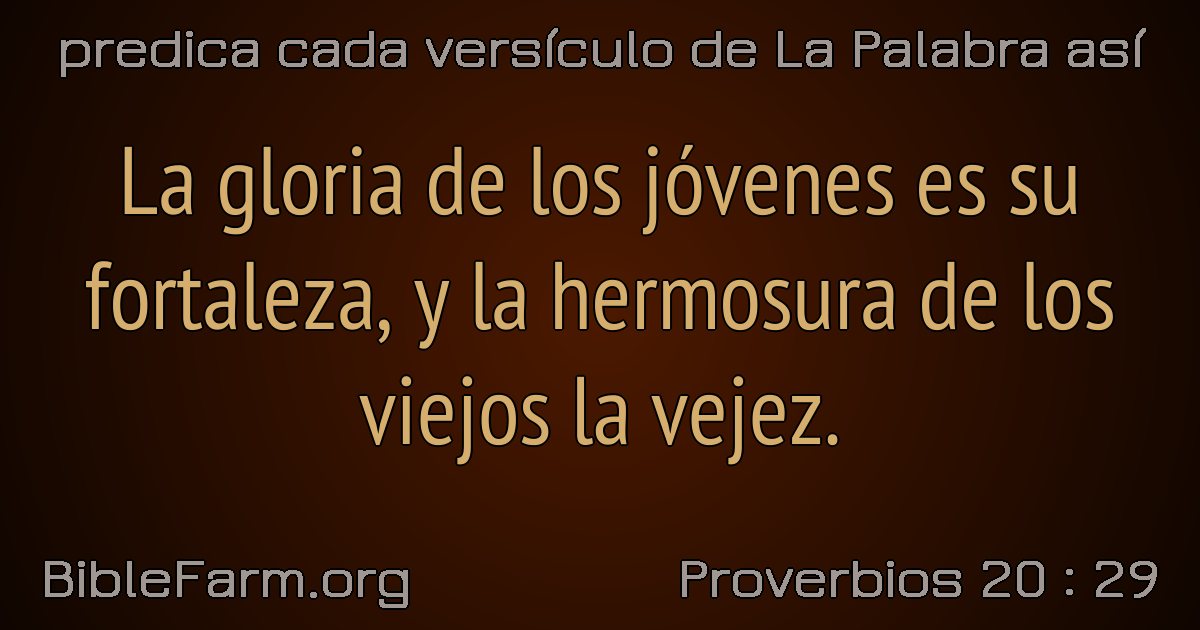 predica cada versículo de La Palabra así
La gloria de los jóvenes es su
fortaleza, y la hermosura de los
viejos la vejez.
BibleFarm.org
Proverbios 20 : 29